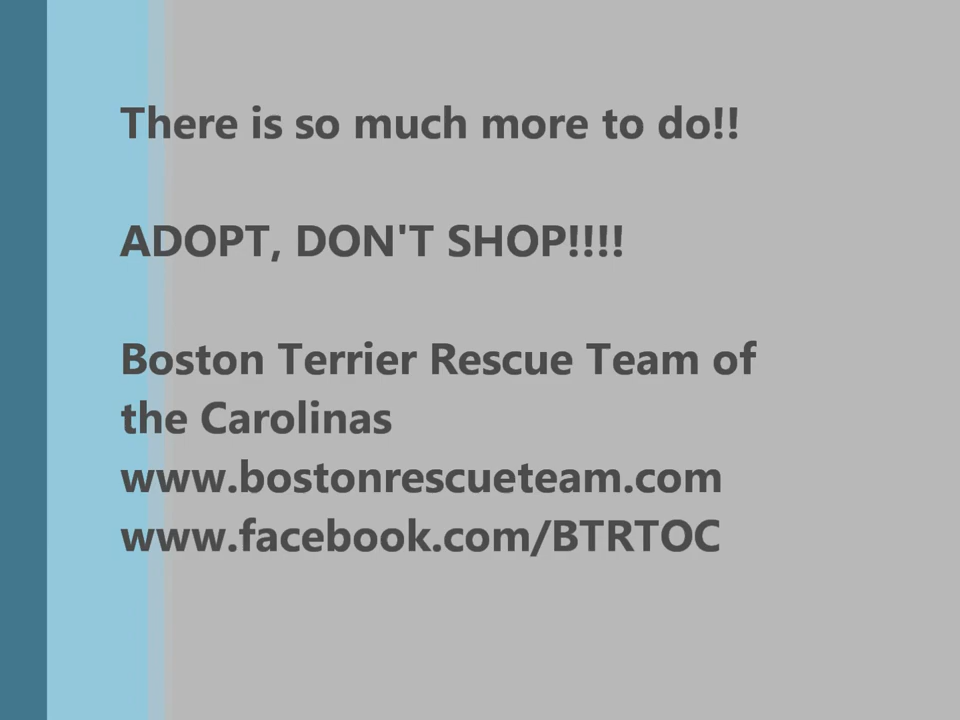 There is so much more to do!!
ADOPT, DON'T SHOP!!!!
Boston Terrier Rescue Team of
the Carolinas
www.bostonrescueteam.com
www.facebook.com/BTRTOC